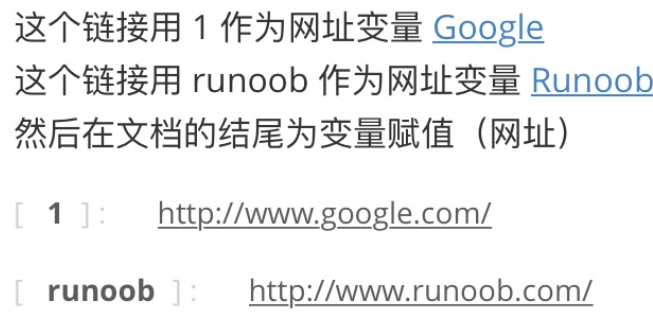 这个链接用 1 作为网址变量 Google
这个链接用 runoob 作为网址变量 Runoob
然后在文档的结尾为变量赋值（网址）
[ 1 ]: http://www.google.com/
[ runoob ]: http://www.runoob.com/